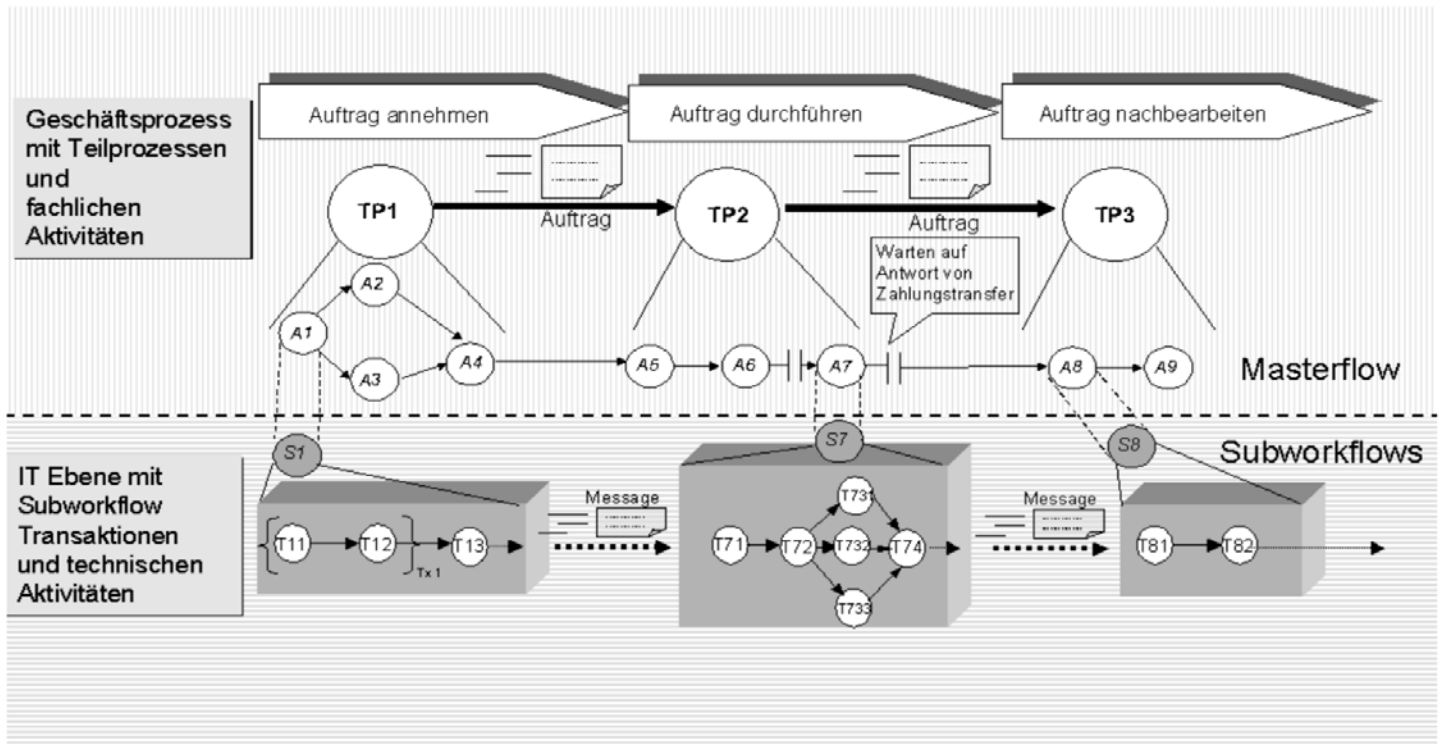 Auftrag annehmen
Auftrag durchführen
Auftrag nachbearbeiten
Geschäftsprozess
mit Teilprozessen
und
fachlichen
Aktivitäten
TP1
Auftrag
TP2
Auftrag
TP3
Warten auf
Antwort von
Zahlungstransfer
A1
A2
A3
A4
A5
A6
A7
A8
A9
Masterflow
S1
S7
S8
Subworkflows
IT Ebene mit
Subworkflow
Transaktionen
und technischen
Aktivitäten
T11
T12
Tx 1
T13
Message
T71
T72
T731
T732
T733
T74
Message
T81
T82